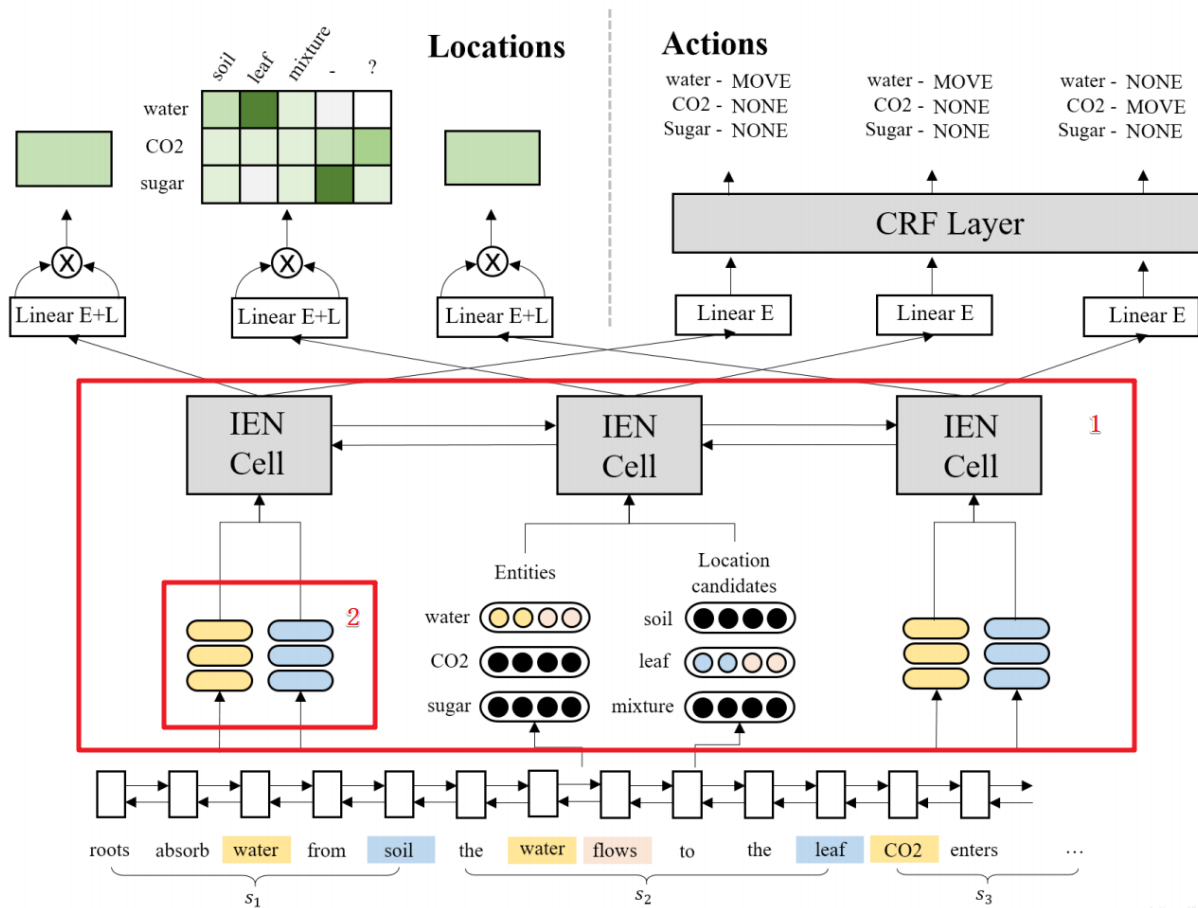 Locations
Actions
soil leaf mixture - ?
water
CO2
sugar
water - MOVE
CO2 - NONE
Sugar - NONE
water - MOVE
CO2 - NONE
Sugar - NONE
water - NONE
CO2 - MOVE
Sugar - NONE
CRF Layer
X
X
X
Linear E+L
Linear E+L
Linear E+L
Linear E
Linear E
Linear E
IEN
Cell
IEN
Cell
IEN
Cell
1
2
Entities
water
CO2
sugar
Location
candidates
soil
leaf
mixture
roots absorb water from soil the water flows to the leaf CO2 enters ...
s1 s2 s3